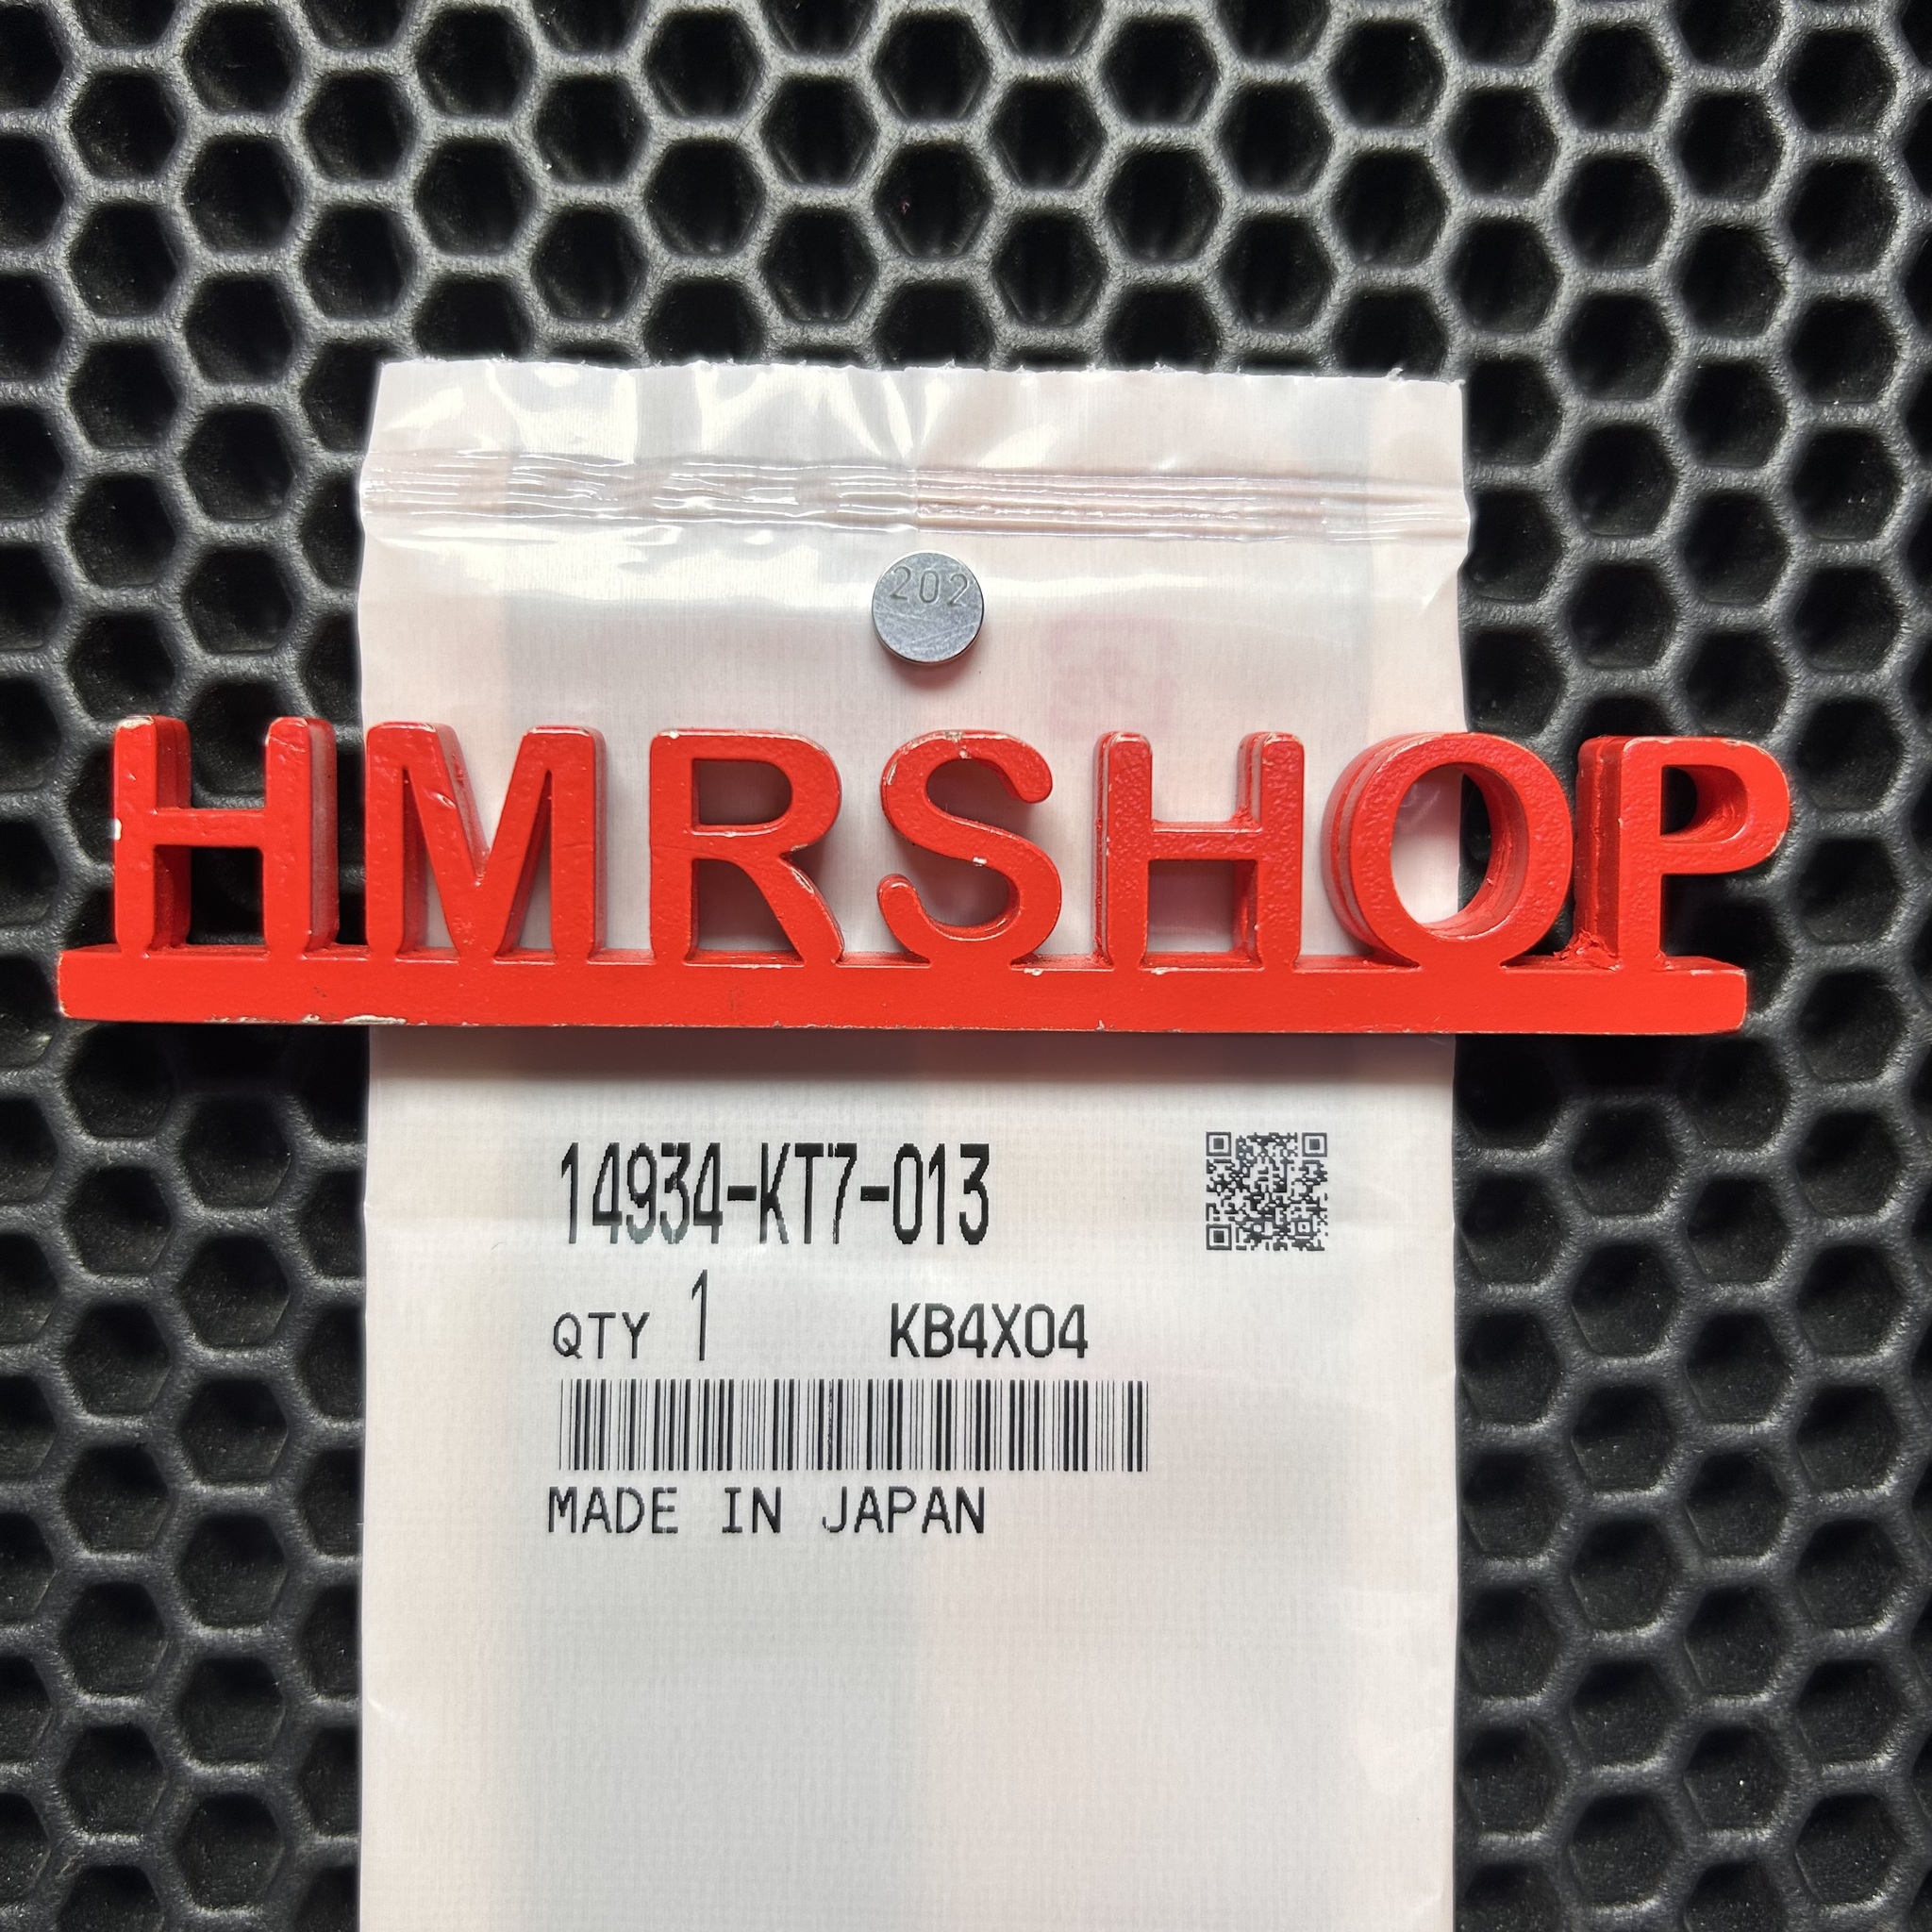 202
HMRSHOP
14934-KT7-013
QTY 1 KB4X04
MADE IN JAPAN